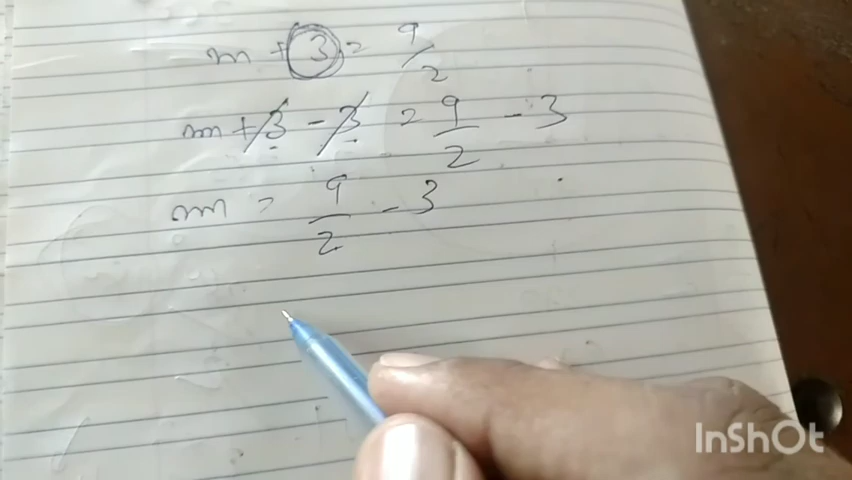 m + 3 = 9/2
m + 3 - 3 = 9/2 - 3
m = 9/2 - 3
InShOt